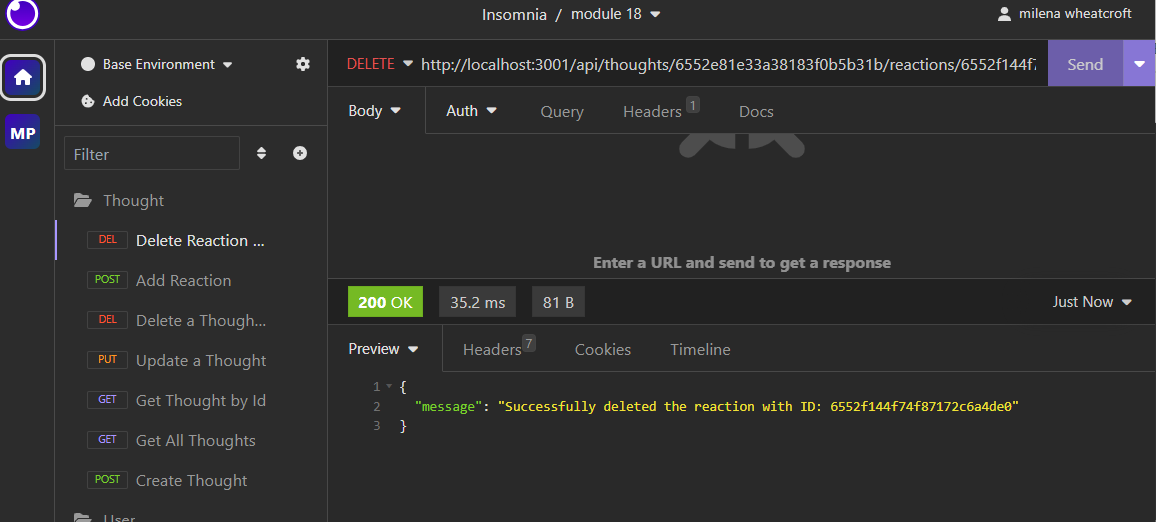 Insomnia / module 18
milena wheatcroft
Base Environment
Add Cookies
MP
Filter
Thought
DEL Delete Reaction ...
POST Add Reaction
DEL Delete a Though...
PUT Update a Thought
GET Get Thought by Id
GET Get All Thoughts
POST Create Thought
User
DELETE http://localhost:3001/api/thoughts/6552e81e33a38183f0b5b31b/reactions/6552f144f7
Send
Body Auth Query Headers 1 Docs
Enter a URL and send to get a response
200 OK 35.2 ms 81 B Just Now
Preview Headers 7 Cookies Timeline
1 {
2 "message": "Successfully deleted the reaction with ID: 6552f144f74f87172c6a4de0"
3 }